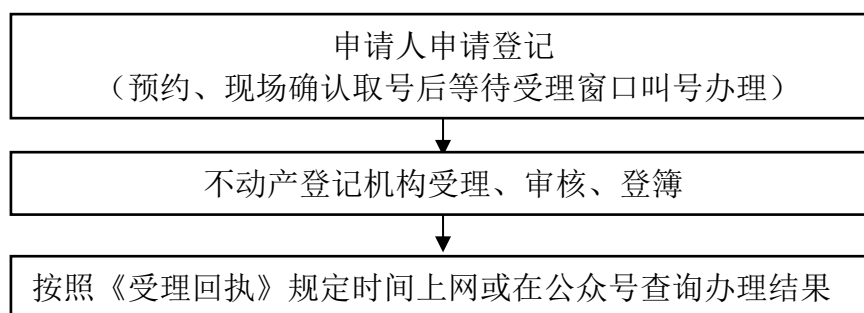 申请人申请登记
（预约、现场确认取号后等待受理窗口叫号办理）
不动产登记机构受理、审核、登簿
按照《受理回执》规定时间上网或在公众号查询办理结果